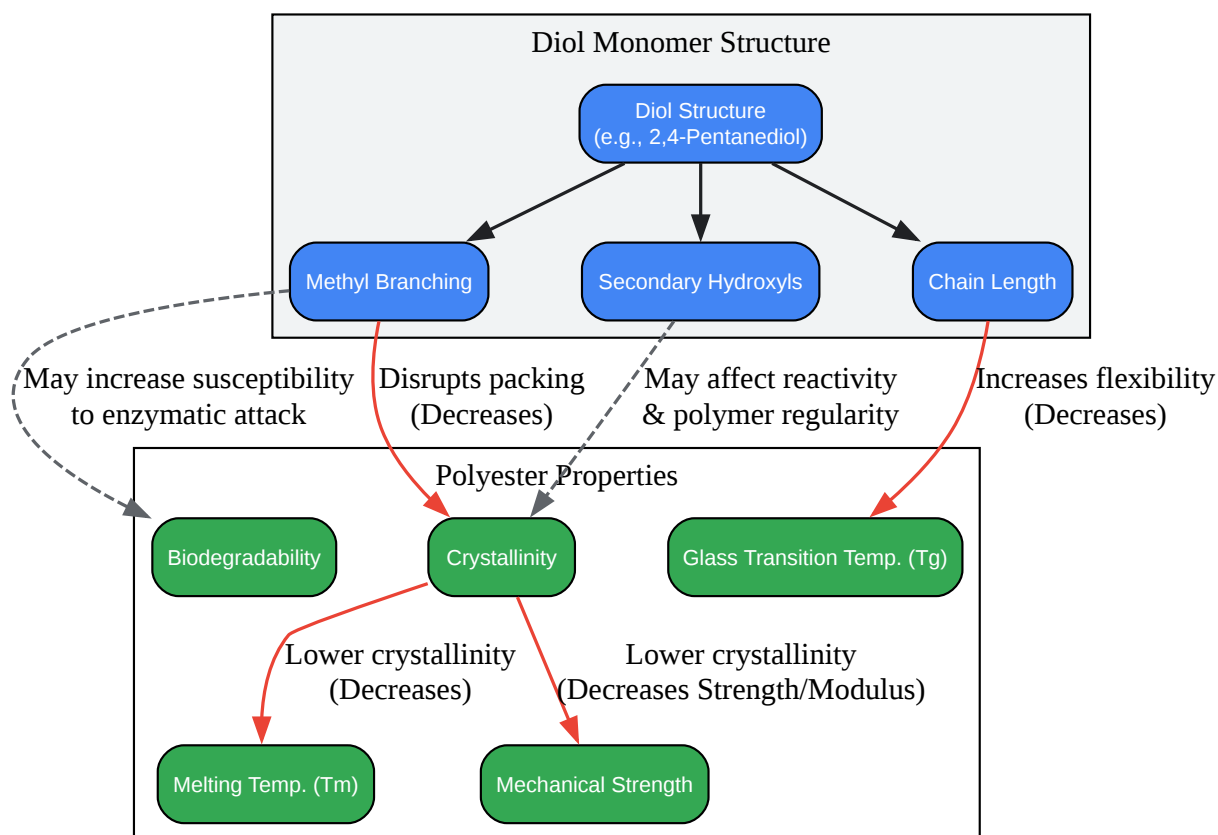 Diol Monomer Structure
Diol Structure
(e.g., 2,4-Pentanediol)
Methyl Branching
Secondary Hydroxyls
Chain Length
May increase susceptibility
to enzymatic attack
Disrupts packing
(Decreases)
May affect reactivity
& polymer regularity
Increases flexibility
(Decreases)
Polyester Properties
Biodegradability
Crystallinity
Glass Transition Temp. (Tg)
Lower crystallinity
(Decreases)
Lower crystallinity
(Decreases Strength/Modulus)
Melting Temp. (Tm)
Mechanical Strength